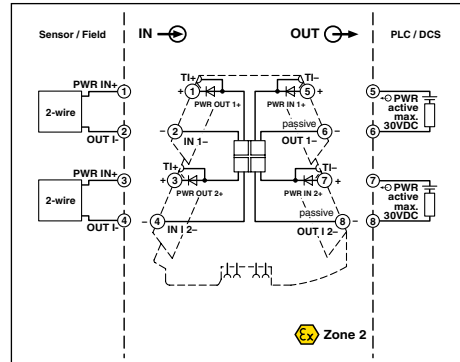 Sensor / Field
IN
OUT
PLC / DCS
PWR IN+
1
2-wire
2
OUT I-
PWR IN+
3
2-wire
4
OUT I-
TI+
+
1
PWR OUT 1+
−
2
IN 1−
TI+
3
+
PWR OUT 2+
−
4
IN I 2−
TI−
5
+
PWR IN 1+
passive
6
−
OUT 1−
TI−
7
+
PWR IN 2+
passive
8
−
OUT I 2−
5
PWR
active
max.
30VDC
6
7
PWR
active
max.
30VDC
8
Ex Zone 2